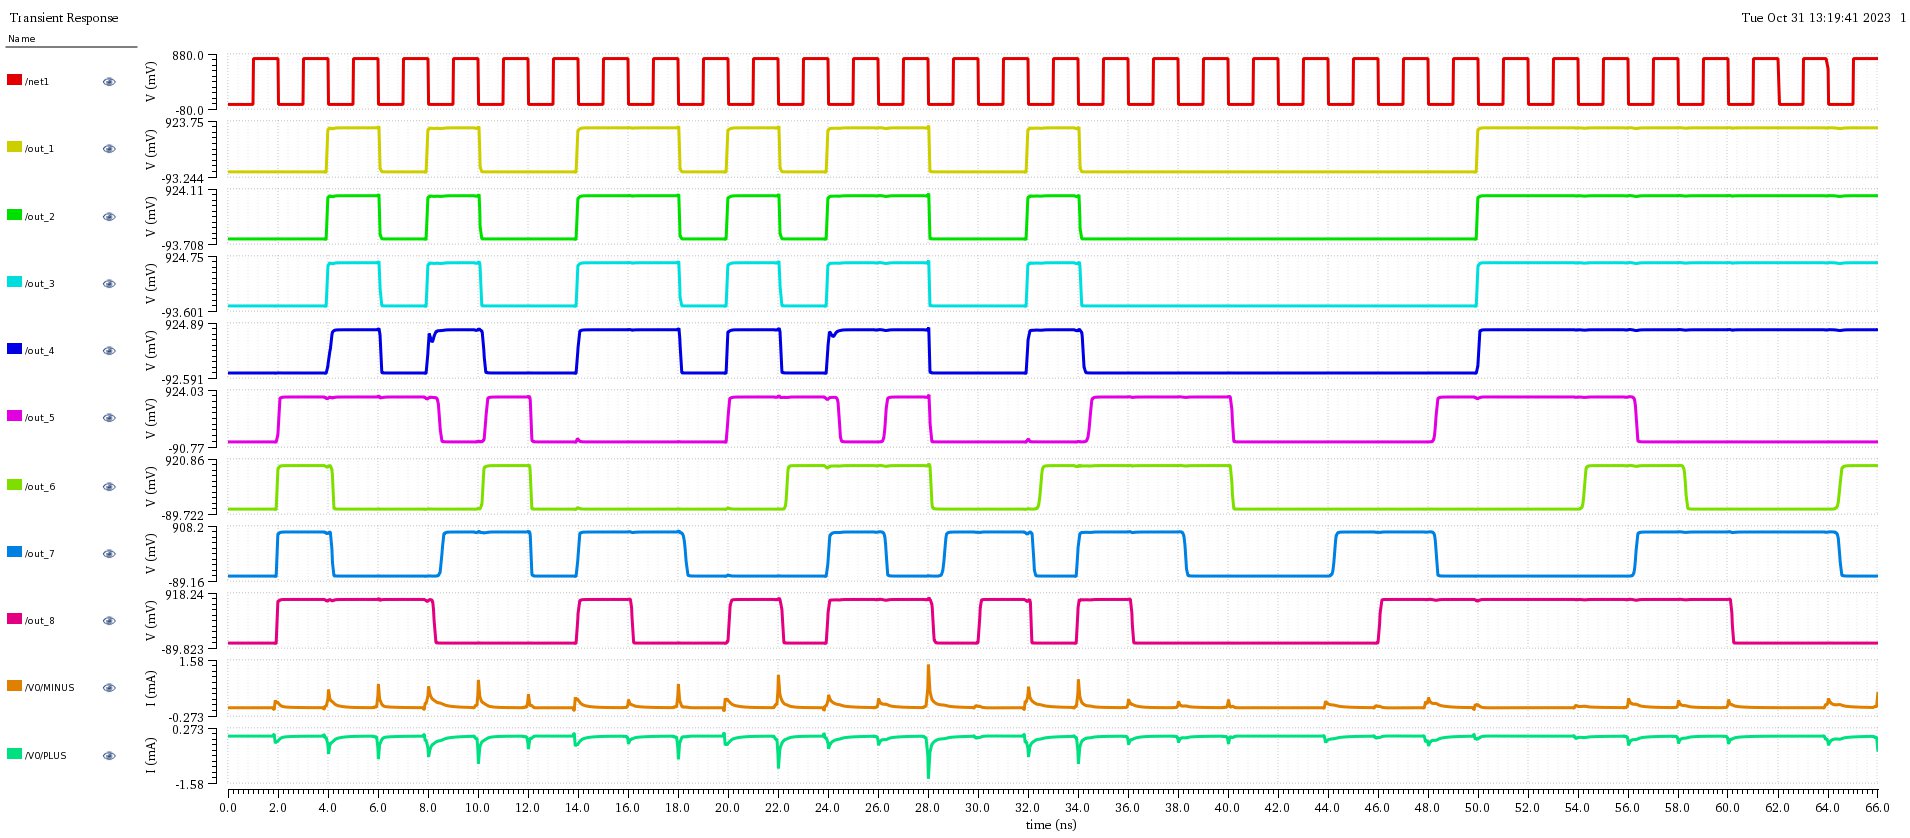 Transient Response
Tue Oct 31 13:19:41 2023 1
Name
/net1
V (mV)
880.0
-80.0
/out_1
V (mV)
923.75
-93.244
/out_2
V (mV)
924.11
-93.708
/out_3
V (mV)
924.75
-93.601
/out_4
V (mV)
924.89
-92.591
/out_5
V (mV)
924.03
-90.77
/out_6
V (mV)
920.86
-89.722
/out_7
V (mV)
908.2
-89.16
/out_8
V (mV)
918.24
-89.823
/V0/MINUS
I (mA)
1.58
-0.273
/V0/PLUS
I (mA)
0.273
-1.58
0.0 2.0 4.0 6.0 8.0 10.0 12.0 14.0 16.0 18.0 20.0 22.0 24.0 26.0 28.0 30.0 32.0 34.0 36.0 38.0 40.0 42.0 44.0 46.0 48.0 50.0 52.0 54.0 56.0 58.0 60.0 62.0 64.0 66.0
time (ns)